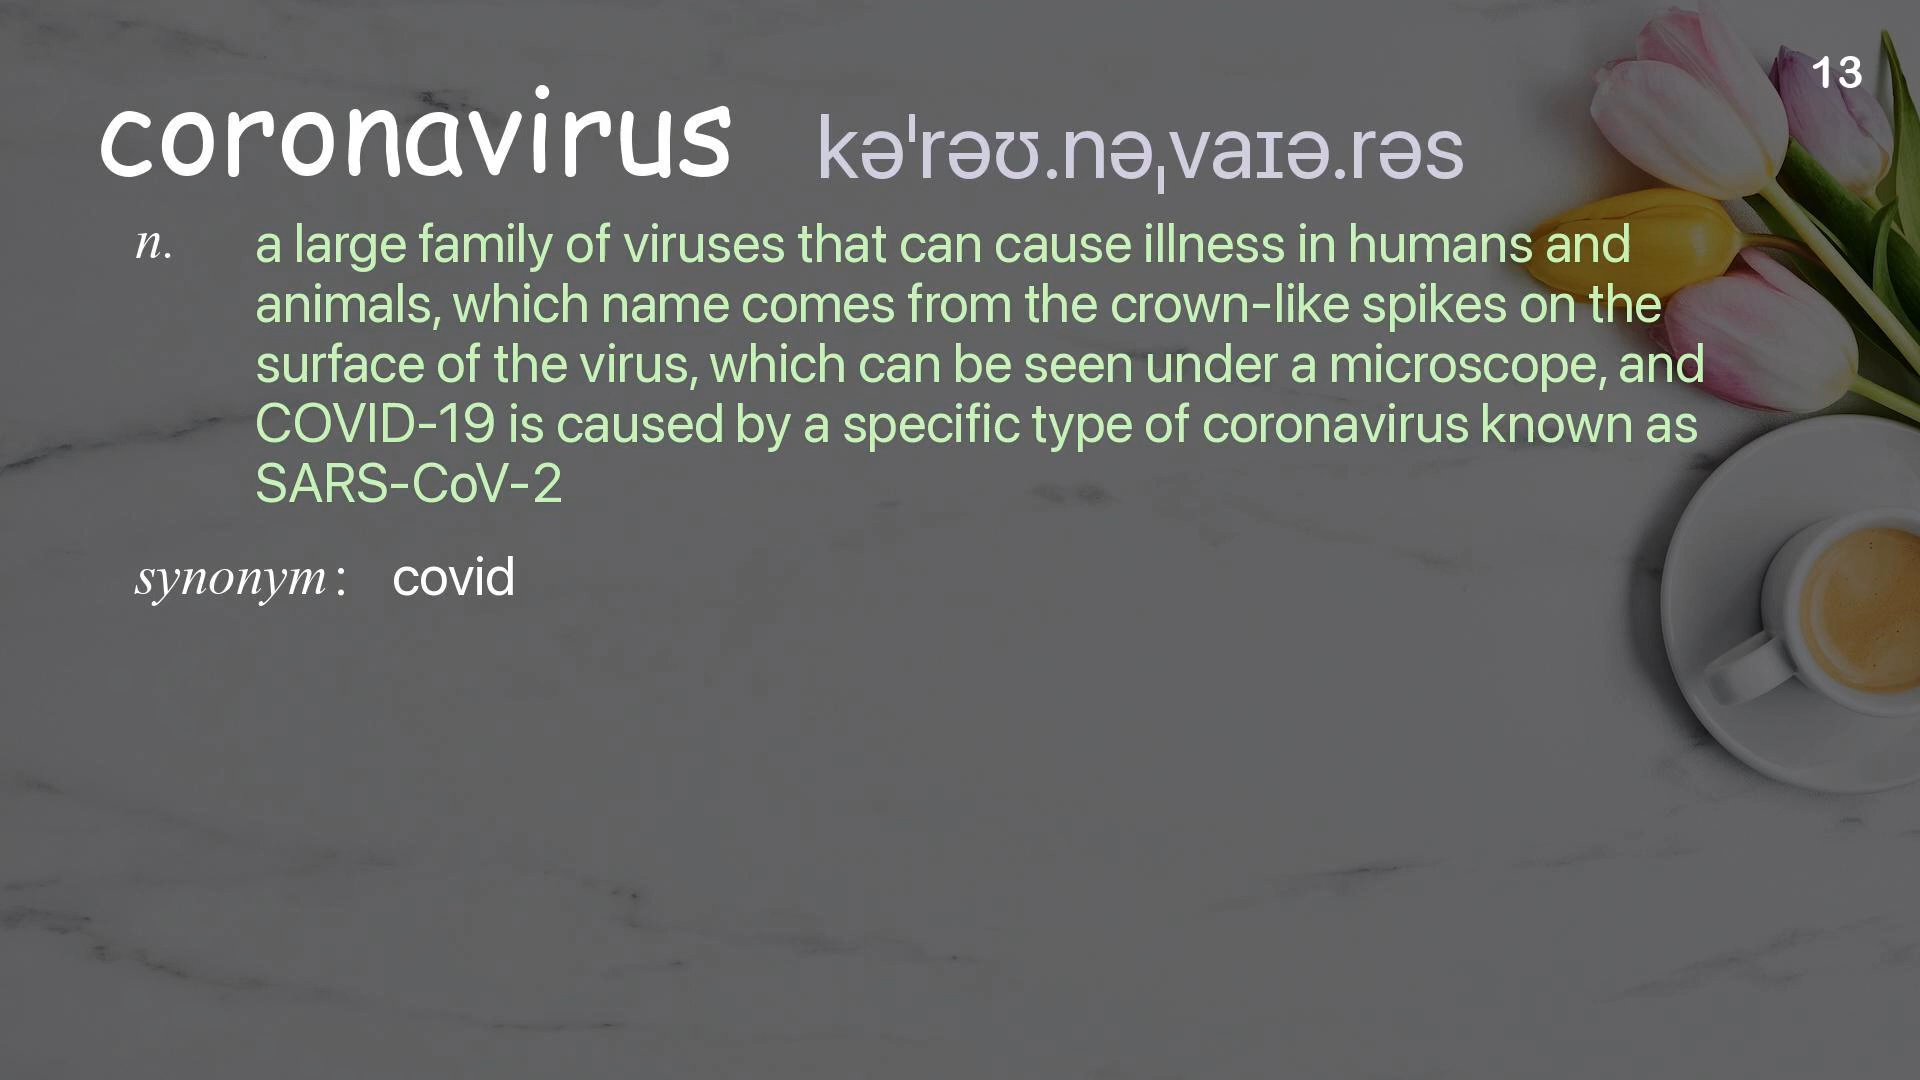 13
coronavirus kəˈrəʊ.nəˌvaɪə.rəs
n. a large family of viruses that can cause illness in humans and
animals, which name comes from the crown-like spikes on the
surface of the virus, which can be seen under a microscope, and
COVID-19 is caused by a specific type of coronavirus known as
SARS-CoV-2
synonym: covid